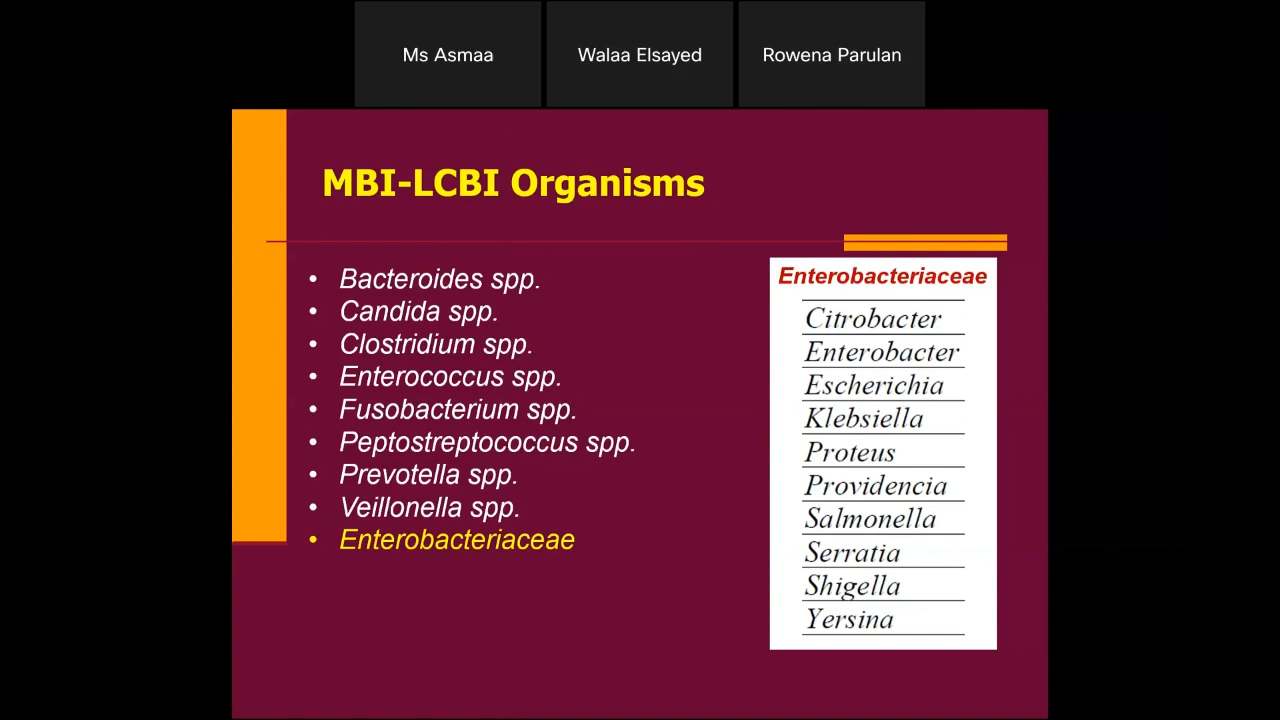 Ms Asmaa
Walaa Elsayed
Rowena Parulan
MBI-LCBI Organisms
• Bacteroides spp.
• Candida spp.
• Clostridium spp.
• Enterococcus spp.
• Fusobacterium spp.
• Peptostreptococcus spp.
• Prevotella spp.
• Veillonella spp.
• Enterobacteriaceae
Enterobacteriaceae
Citrobacter
Enterobacter
Escherichia
Klebsiella
Proteus
Providencia
Salmonella
Serratia
Shigella
Yersina